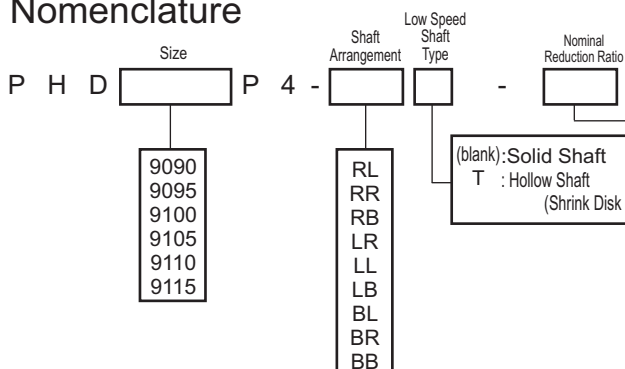 Nomenclature
Size
Shaft
Arrangement
Low Speed
Shaft
Type
Nominal
Reduction Ratio
P H D P 4 - -
9090
9095
9100
9105
9110
9115
RL
RR
RB
LR
LL
LB
BL
BR
BB
(blank):Solid Shaft
T : Hollow Shaft
(Shrink Disk